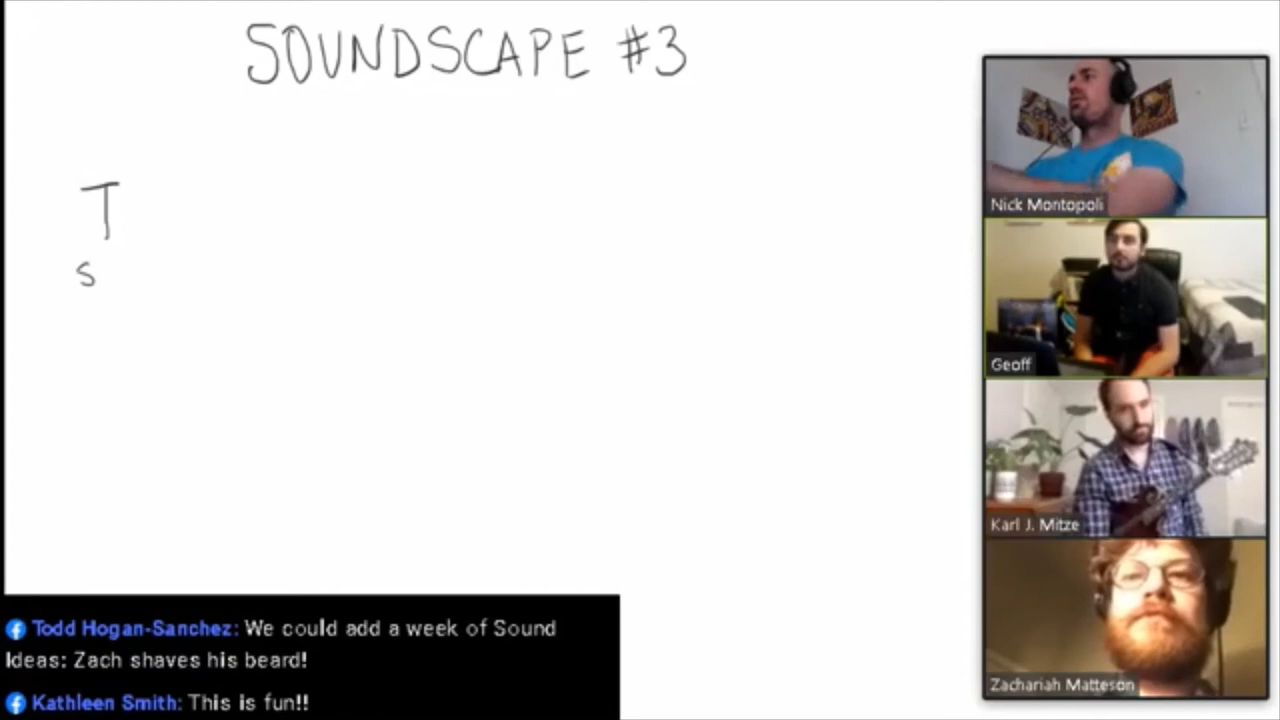 SOUNDSCAPE #3
T
s
Nick Montopoli
Geoff
Karl J. Mitze
Zachariah Matteson
Todd Hogan-Sanchez: We could add a week of Sound
Ideas: Zach shaves his beard!
Kathleen Smith: This is fun!!